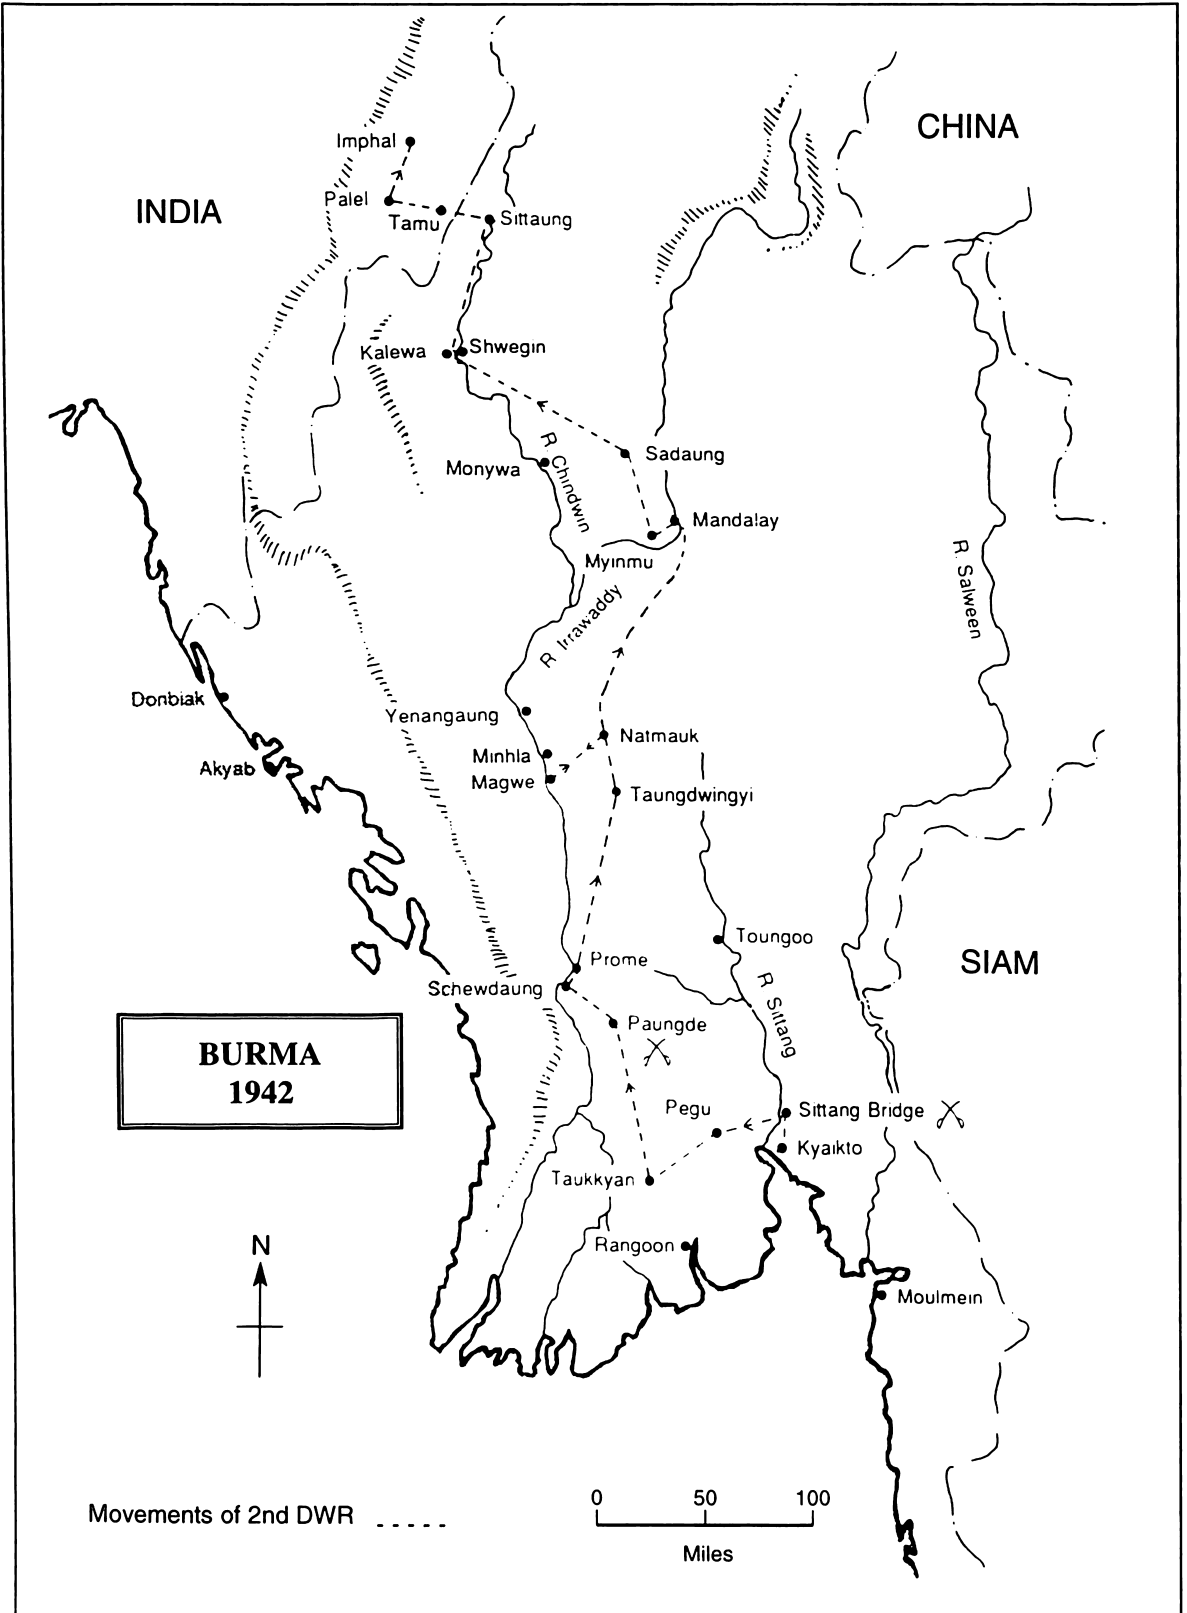 CHINA
Imphal
INDIA
Palel
Tamu
Sittaung
Kalewa
Shwegin
R. Chindwin
Sadaung
Monywa
Mandalay
Myinmu
R. Salween
R Irrawaddy
Donbiak
Yenangaung
Natmauk
Minhla
Akyab
Magwe
Taungdwingyi
Toungoo
Prome
SIAM
Schewdaung
R Sittang
Paungde
BURMA
1942
Pegu
Sittang Bridge
Kyaikto
Taukkyan
N
Rangoon
Moulmein
0 50 100
Movements of 2nd DWR
Miles